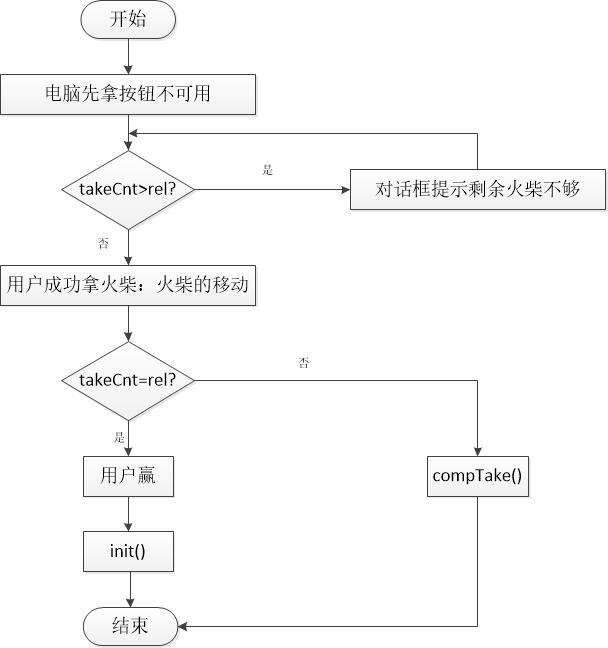 开始
电脑先拿按钮不可用
takeCnt>rel?
是
对话框提示剩余火柴不够
否
用户成功拿火柴：火柴的移动
takeCnt=rel?
否
是
用户赢
compTake()
init()
结束